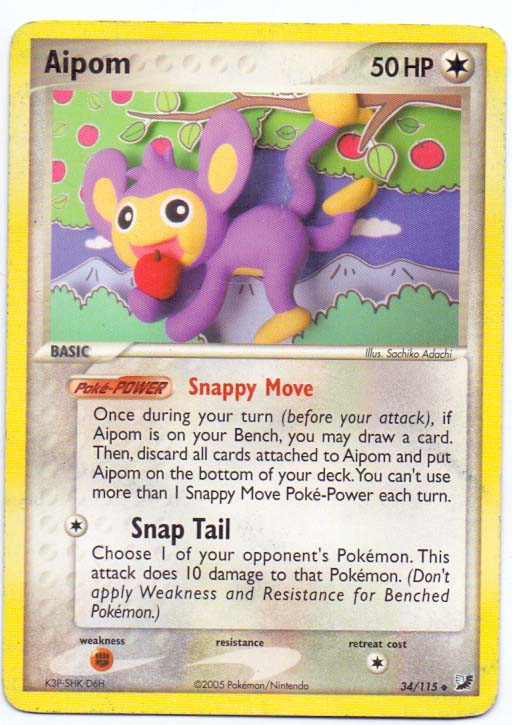 Aipom 50 HP
BASIC
Illus. Sachiko Adachi
Poké-POWER Snappy Move
Once during your turn (before your attack), if
Aipom is on your Bench, you may draw a card.
Then, discard all cards attached to Aipom and put
Aipom on the bottom of your deck. You can't use
more than 1 Snappy Move Poké-Power each turn.
Snap Tail
Choose 1 of your opponent's Pokémon. This
attack does 10 damage to that Pokémon. (Don't
apply Weakness and Resistance for Benched
Pokémon.)
weakness resistance retreat cost
K3P-SHK-D6H
©2005 Pokémon/Nintendo
34/115